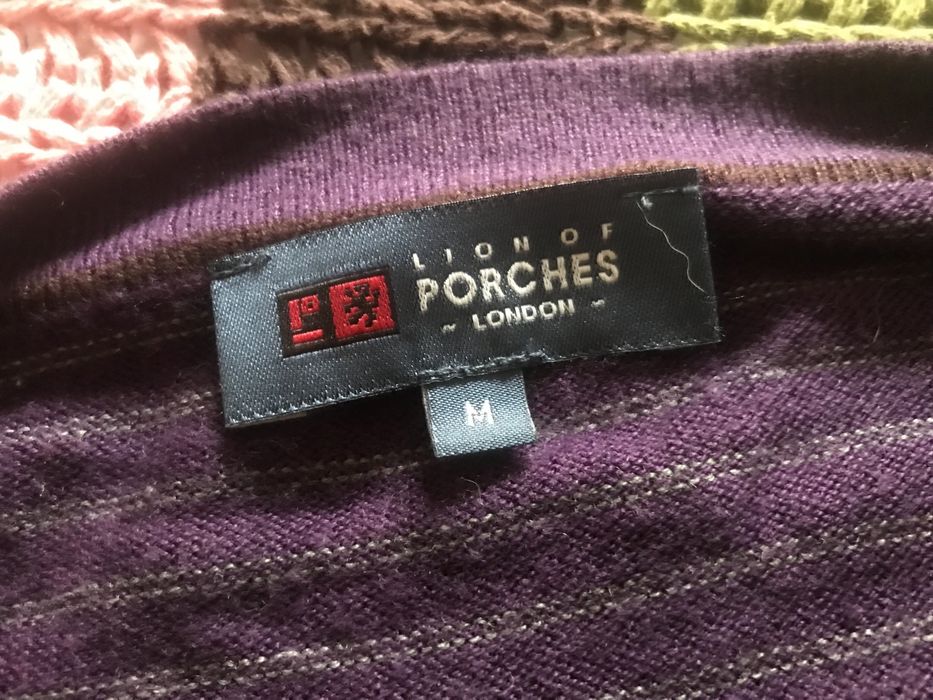 LION OF
PORCHES
~ LONDON ~
M